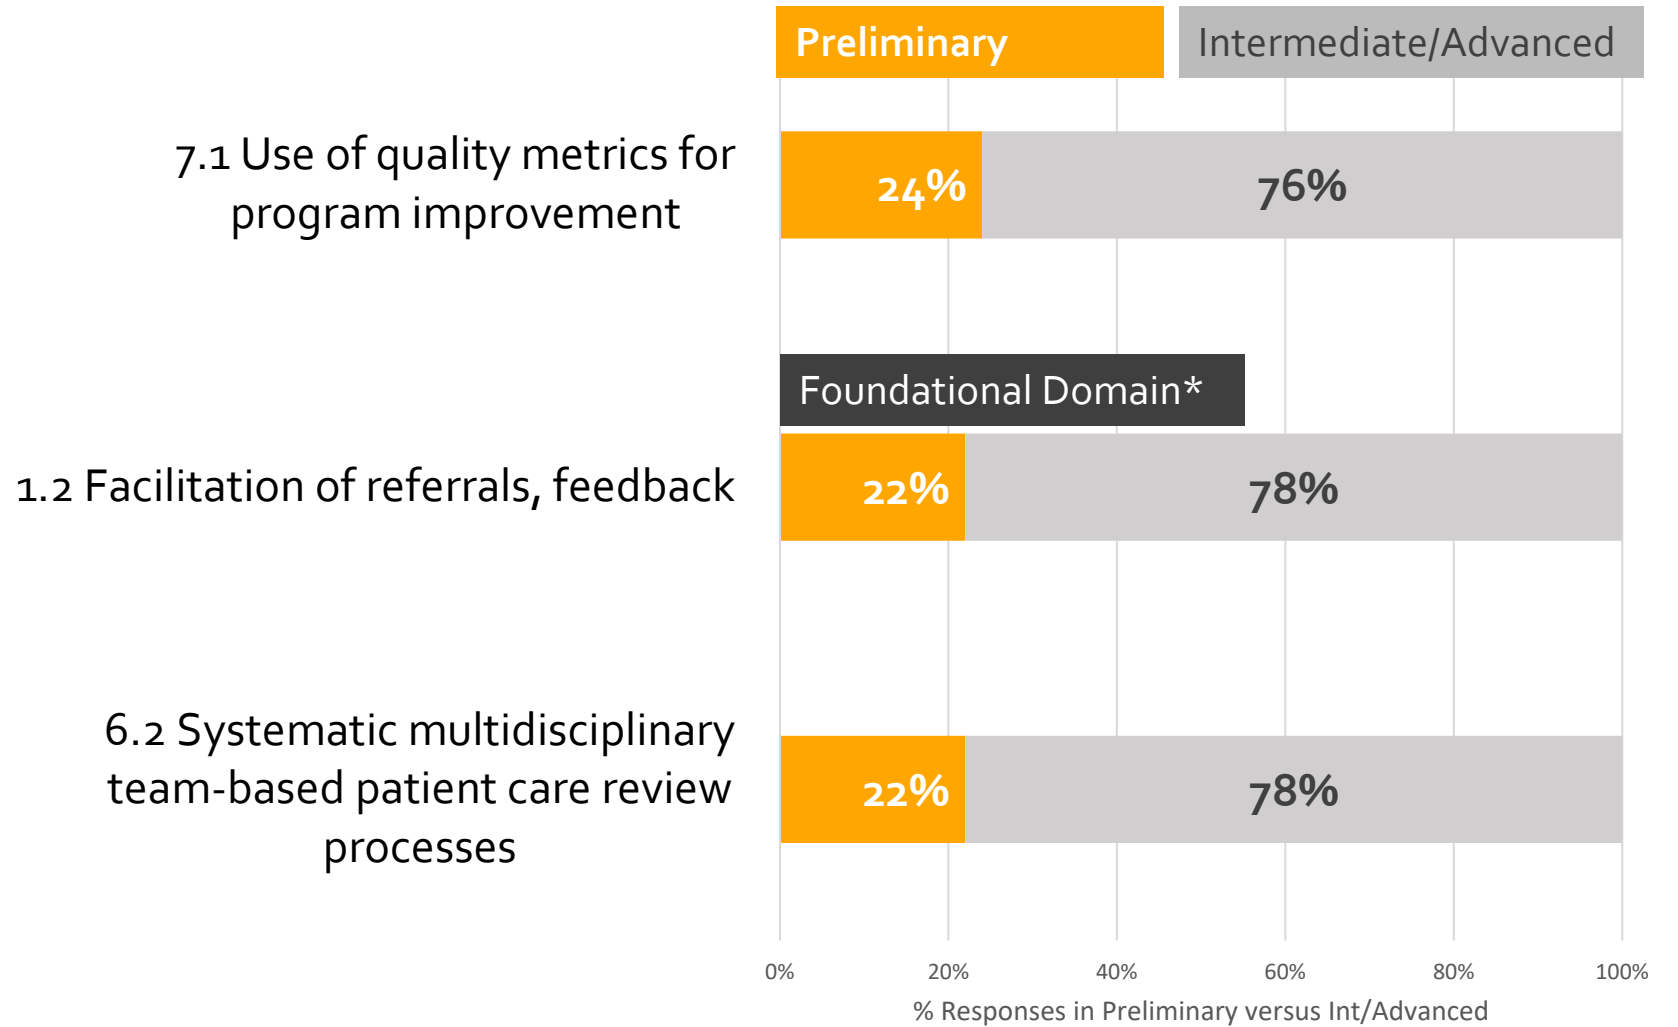 Preliminary
Intermediate/Advanced
7.1 Use of quality metrics for
program improvement
24%
76%
Foundational Domain*
1.2 Facilitation of referrals, feedback
22%
78%
6.2 Systematic multidisciplinary
team-based patient care review
processes
22%
78%
0%
20%
40%
60%
80%
100%
% Responses in Preliminary versus Int/Advanced